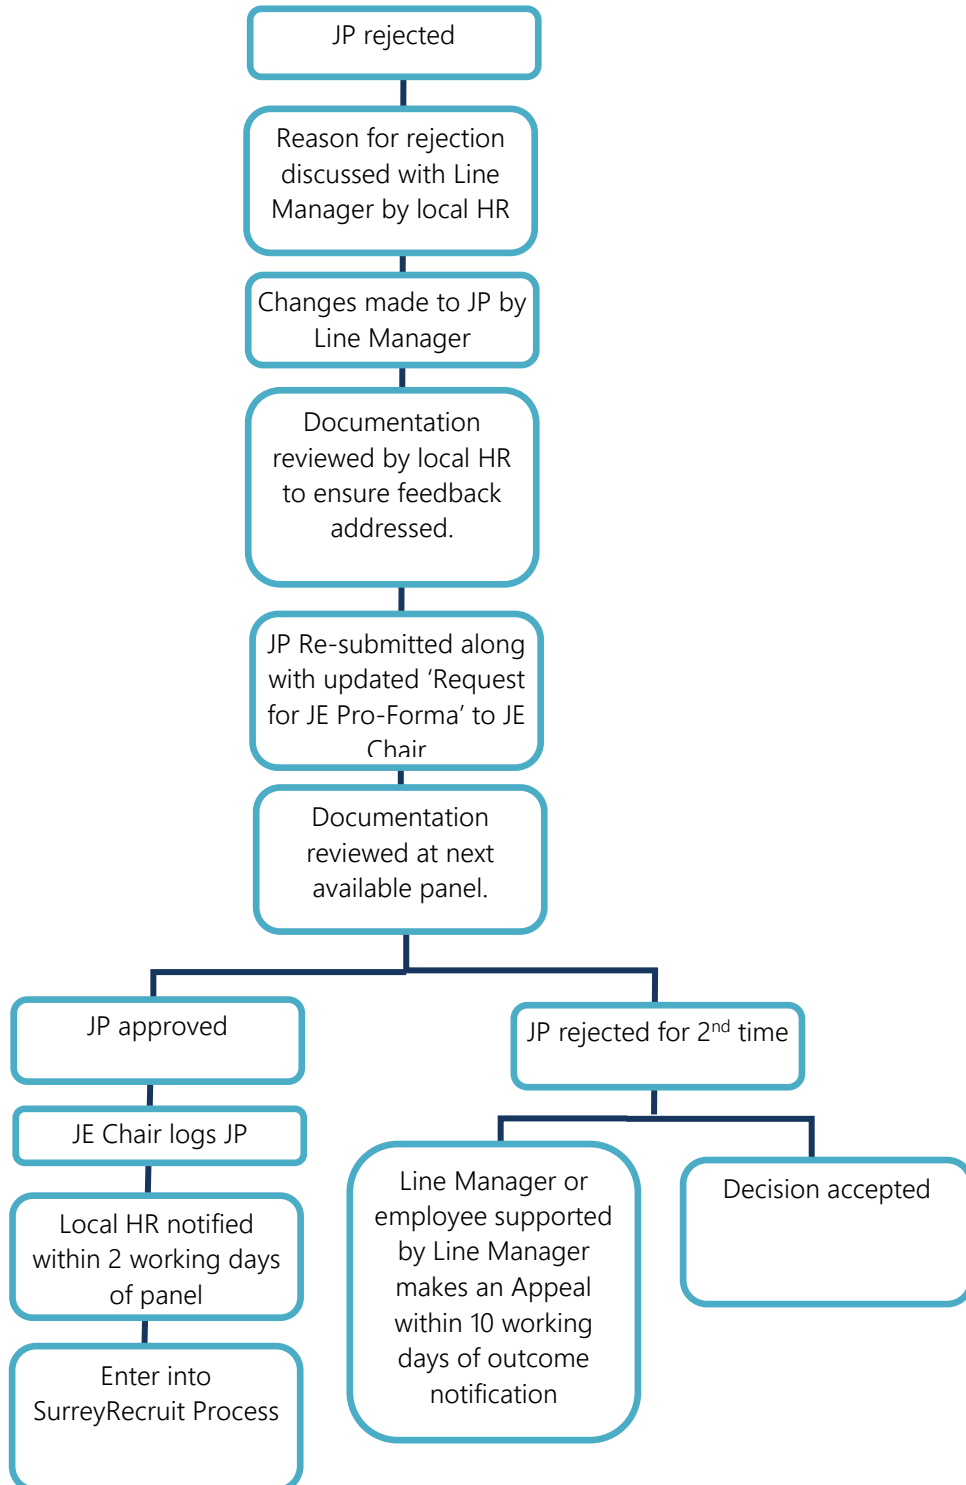 JP rejected
Reason for rejection
discussed with Line
Manager by local HR
Changes made to JP by
Line Manager
Documentation
reviewed by local HR
to ensure feedback
addressed.
JP Re-submitted along
with updated ‘Request
for JE Pro-Forma’ to JE
Chair
Documentation
reviewed at next
available panel.
JP approved
JP rejected for 2nd time
JE Chair logs JP
Local HR notified
within 2 working days
of panel
Enter into
SurreyRecruit Process
Line Manager or
employee supported
by Line Manager
makes an Appeal
within 10 working
days of outcome
notification
Decision accepted